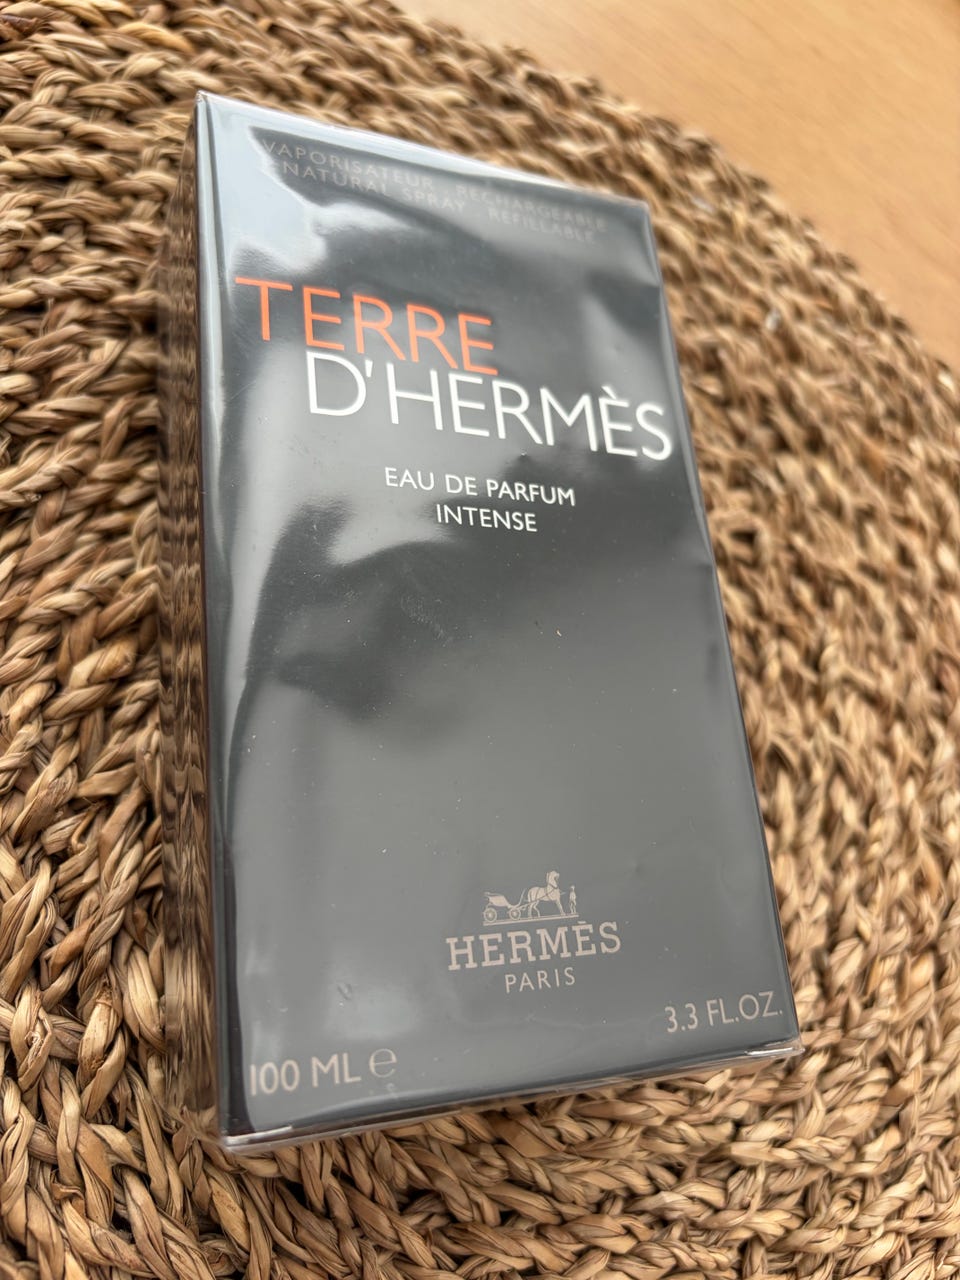 VAPORISATEUR . RECHARGEABLE
NATURAL SPRAY . REFILLABLE
TERRE
D'HERMÈS
EAU DE PARFUM
INTENSE
HERMÈS
PARIS
3.3 FL.OZ.
100 ML ℮